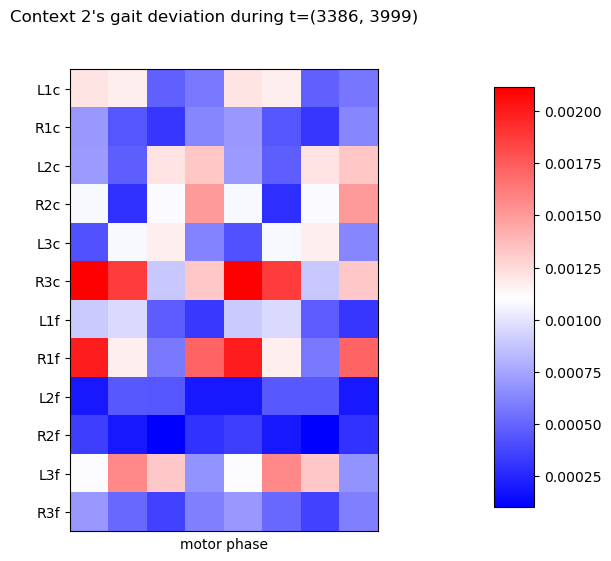 Context 2's gait deviation during t=(3386, 3999)
L1c
R1c
L2c
R2c
L3c
R3c
L1f
R1f
L2f
R2f
L3f
R3f
motor phase
0.00200
0.00175
0.00150
0.00125
0.00100
0.00075
0.00050
0.00025